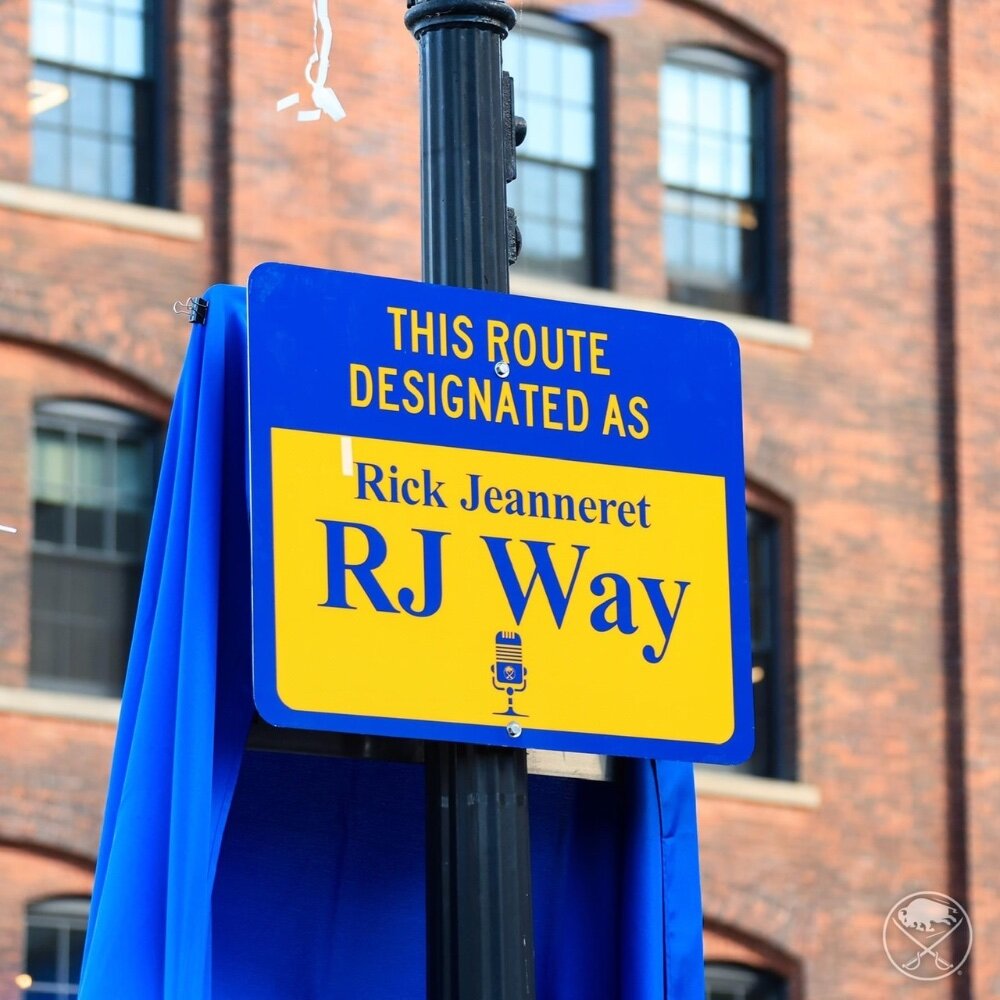 THIS ROUTE
DESIGNATED AS
Rick Jeanneret
RJ Way